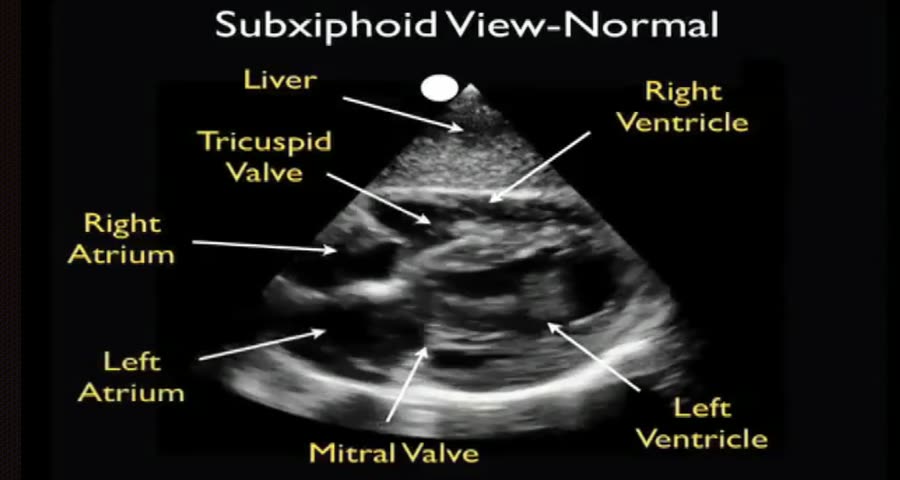 Subxiphoid View-Normal
Liver
Right
Ventricle
Tricuspid
Valve
Right
Atrium
Left
Atrium
Mitral Valve
Left
Ventricle